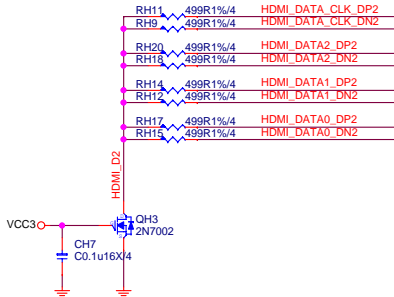 RH11 499R1%/4 HDMI_DATA_CLK_DP2
RH9 499R1%/4 HDMI_DATA_CLK_DN2
RH20 499R1%/4 HDMI_DATA2_DP2
RH18 499R1%/4 HDMI_DATA2_DN2
RH14 499R1%/4 HDMI_DATA1_DP2
RH12 499R1%/4 HDMI_DATA1_DN2
RH17 499R1%/4 HDMI_DATA0_DP2
RH15 499R1%/4 HDMI_DATA0_DN2
HDMI_D2
VCC3
QH3
2N7002
CH7
C0.1u16X/4